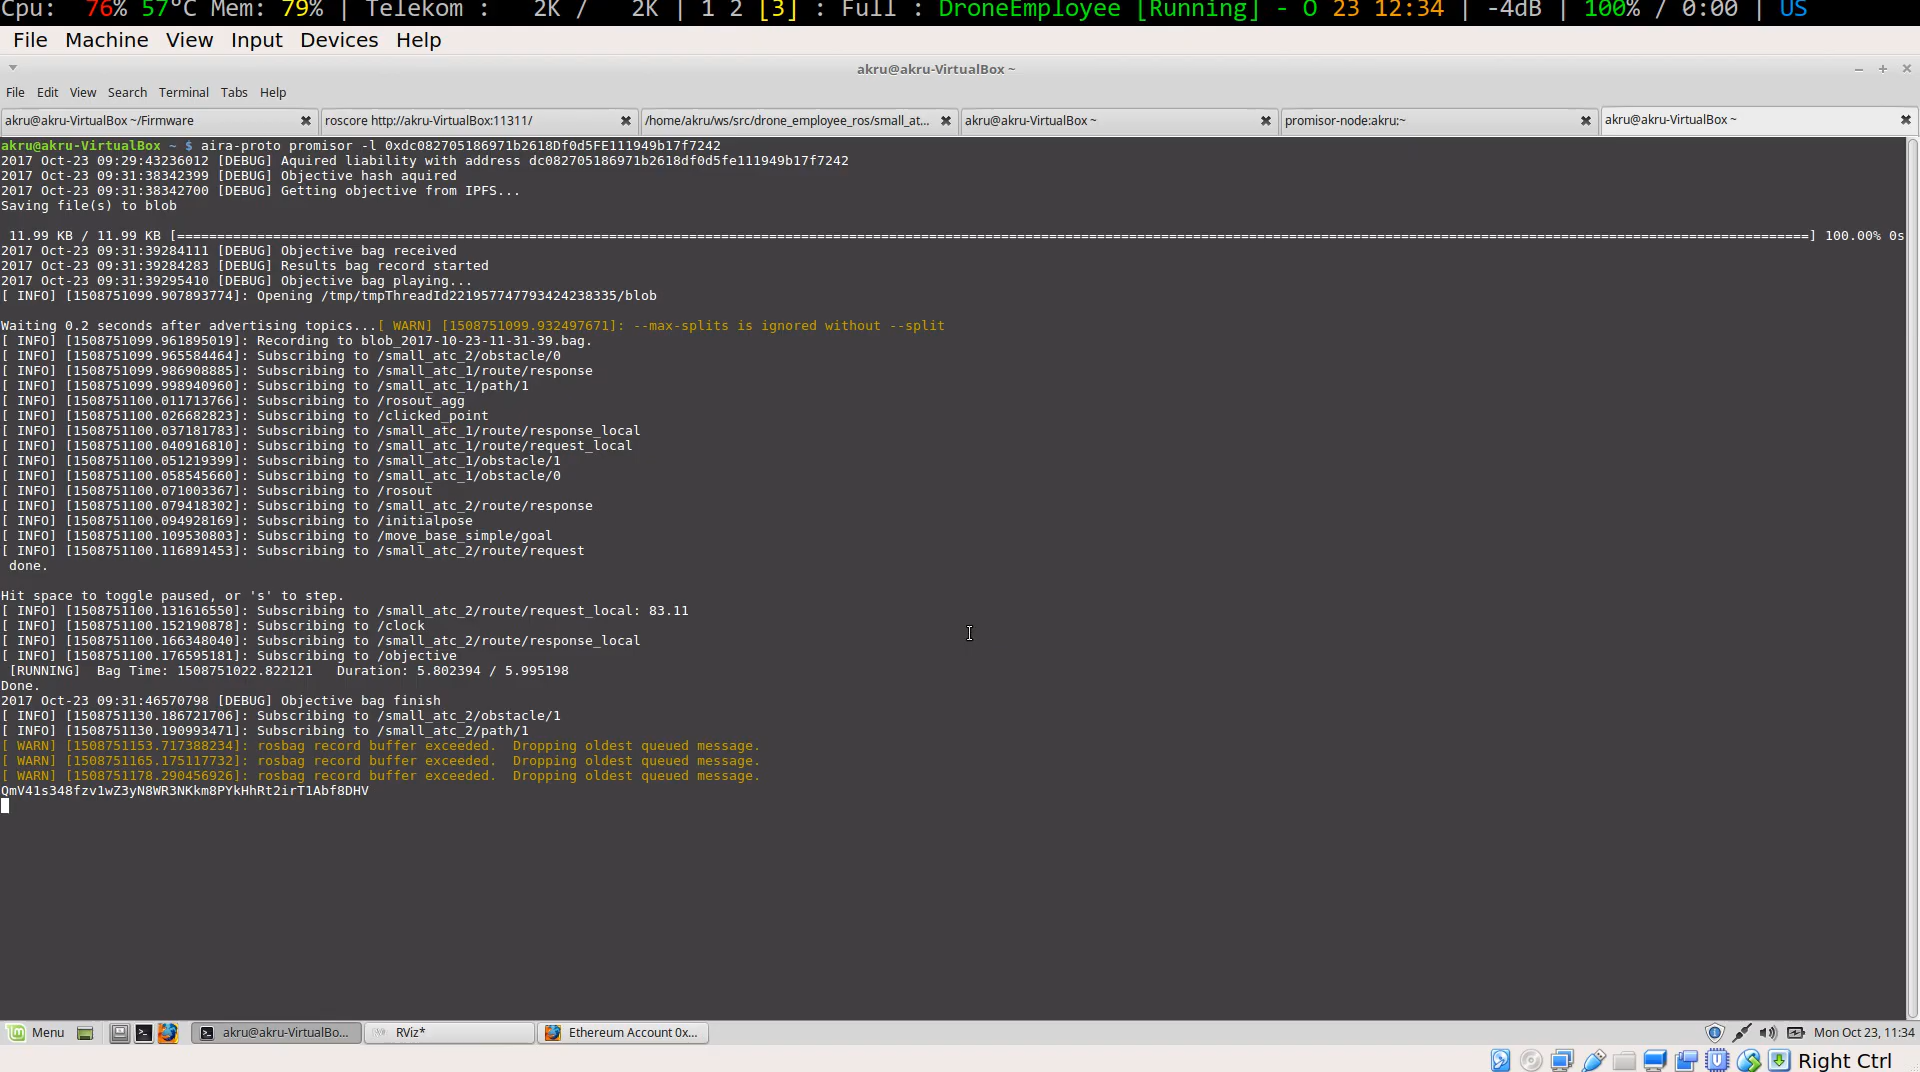 Cpu: 76% 57°C Mem: 79% | Telekom : 2K / 2K | 1 2 [3] : Full : DroneEmployee [Running] - O 23 12:34 | -4dB | 100% / 0:00 | US
File Machine View Input Devices Help
akru@akru-VirtualBox ~
File Edit View Search Terminal Tabs Help
akru@akru-VirtualBox ~/Firmware
roscore http://akru-VirtualBox:11311/
/home/akru/ws/src/drone_employee_ros/small_at...
akru@akru-VirtualBox ~
promisor-node:akru:~
akru@akru-VirtualBox ~
akru@akru-VirtualBox ~ $ aira-proto promisor -l 0xdc082705186971b2618Df0d5FE111949b17f7242
2017 Oct-23 09:29:43236012 [DEBUG] Aquired liability with address dc082705186971b2618df0d5fe111949b17f7242
2017 Oct-23 09:31:38342399 [DEBUG] Objective hash aquired
2017 Oct-23 09:31:38342700 [DEBUG] Getting objective from IPFS...
Saving file(s) to blob
11.99 KB / 11.99 KB [==========================================================================================================================================================================================================] 100.00% 0s
2017 Oct-23 09:31:39284111 [DEBUG] Objective bag received
2017 Oct-23 09:31:39284283 [DEBUG] Results bag record started
2017 Oct-23 09:31:39295410 [DEBUG] Objective bag playing...
[ INFO] [1508751099.907893774]: Opening /tmp/tmpThreadId221957747793424238335/blob
Waiting 0.2 seconds after advertising topics...[ WARN] [1508751099.932497671]: --max-splits is ignored without --split
[ INFO] [1508751099.961895019]: Recording to blob_2017-10-23-11-31-39.bag.
[ INFO] [1508751099.965584464]: Subscribing to /small_atc_2/obstacle/0
[ INFO] [1508751099.986908885]: Subscribing to /small_atc_1/route/response
[ INFO] [1508751099.998940960]: Subscribing to /small_atc_1/path/1
[ INFO] [1508751100.011713766]: Subscribing to /rosout_agg
[ INFO] [1508751100.026682823]: Subscribing to /clicked_point
[ INFO] [1508751100.037181783]: Subscribing to /small_atc_1/route/response_local
[ INFO] [1508751100.040916810]: Subscribing to /small_atc_1/route/request_local
[ INFO] [1508751100.051219399]: Subscribing to /small_atc_1/obstacle/1
[ INFO] [1508751100.058545660]: Subscribing to /small_atc_1/obstacle/0
[ INFO] [1508751100.071003367]: Subscribing to /rosout
[ INFO] [1508751100.079418302]: Subscribing to /small_atc_2/route/response
[ INFO] [1508751100.094928169]: Subscribing to /initialpose
[ INFO] [1508751100.109530803]: Subscribing to /move_base_simple/goal
[ INFO] [1508751100.116891453]: Subscribing to /small_atc_2/route/request
done.
Hit space to toggle paused, or 's' to step.
[ INFO] [1508751100.131616550]: Subscribing to /small_atc_2/route/request_local: 83.11
[ INFO] [1508751100.152190878]: Subscribing to /clock
[ INFO] [1508751100.166348040]: Subscribing to /small_atc_2/route/response_local
[ INFO] [1508751100.176595181]: Subscribing to /objective
[RUNNING]  Bag Time: 1508751022.822121   Duration: 5.802394 / 5.995198
Done.
2017 Oct-23 09:31:46570798 [DEBUG] Objective bag finish
[ INFO] [1508751130.186721706]: Subscribing to /small_atc_2/obstacle/1
[ INFO] [1508751130.190993471]: Subscribing to /small_atc_2/path/1
[ WARN] [1508751153.717388234]: rosbag record buffer exceeded.  Dropping oldest queued message.
[ WARN] [1508751165.175117732]: rosbag record buffer exceeded.  Dropping oldest queued message.
[ WARN] [1508751178.290456926]: rosbag record buffer exceeded.  Dropping oldest queued message.
QmV41s348fzv1wZ3yN8WR3NKkm8PYkHhRt2irT1Abf8DHV
Menu akru@akru-VirtualBo... RViz* Ethereum Account 0x... Mon Oct 23, 11:34
Right Ctrl